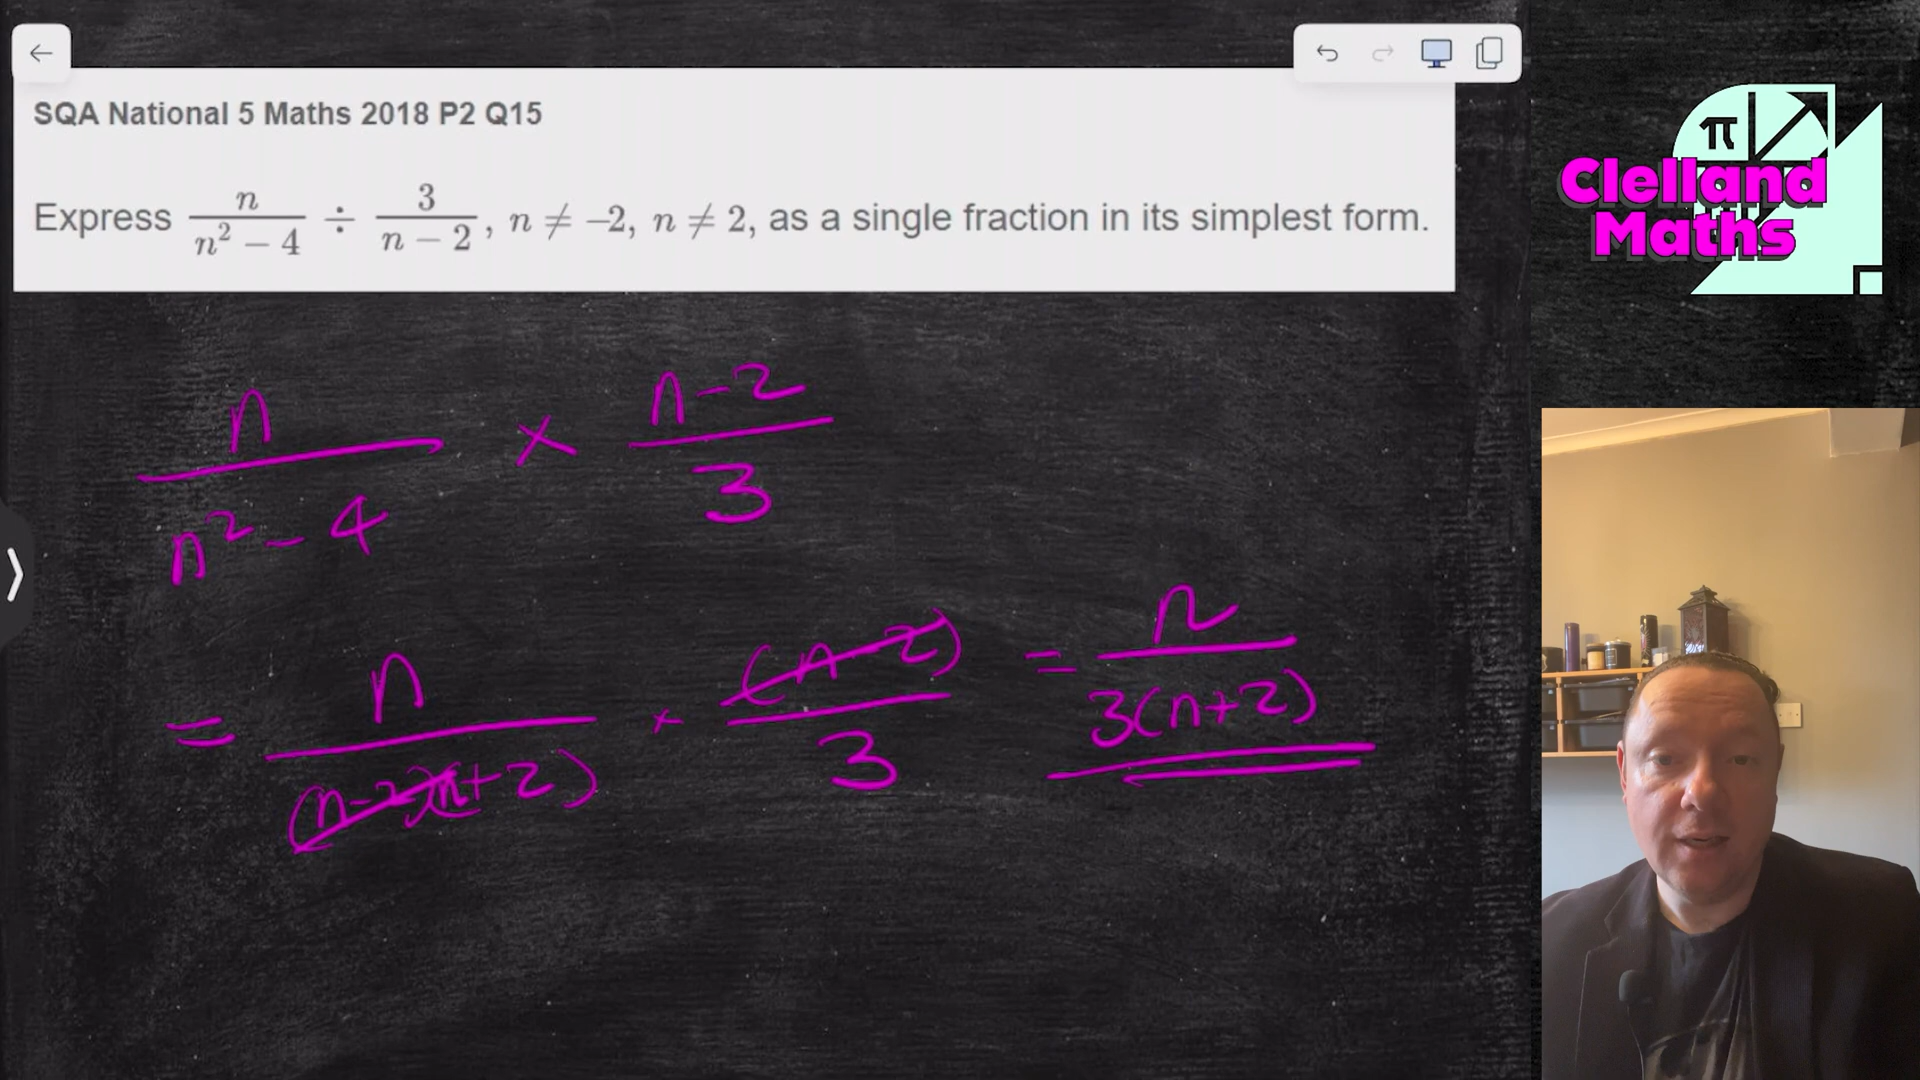 SQA National 5 Maths 2018 P2 Q15
Express n/(n² − 4) ÷ 3/(n − 2), n ≠ −2, n ≠ 2, as a single fraction in its simplest form.
n/(n² − 4) × (n − 2)/3
= n/((n−2)(n+2)) × (n−2)/3 = n/(3(n+2))
π
Clelland
Maths